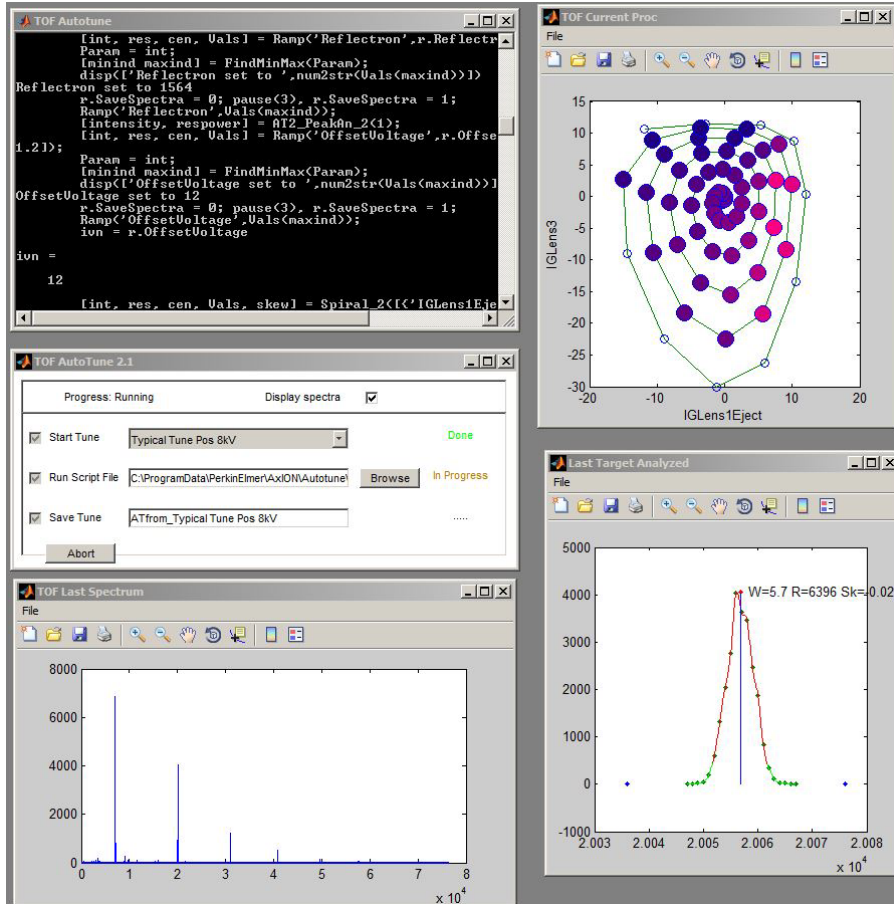 TOF Autotune
[int, res, cen, Vals] = Ramp('Reflectron',r.Reflectr
Param = int;
[minind maxind] = FindMinMax(Param);
disp(['Reflectron set to ',num2str(Vals(maxind))])
Reflectron set to 1564
r.SaveSpectra = 0; pause(3), r.SaveSpectra = 1;
Ramp('Reflectron',Vals(maxind));
[intensity, respower] = AT2_PeakAn_2(1);
[int, res, cen, Vals] = Ramp('OffsetVoltage',r.Offse
1.2]);
Param = int;
[minind maxind] = FindMinMax(Param);
disp(['OffsetVoltage set to ',num2str(Vals(maxind))]
OffsetVoltage set to 12
r.SaveSpectra = 0; pause(3), r.SaveSpectra = 1;
Ramp('OffsetVoltage',Vals(maxind));
ivn = r.OffsetVoltage
ivn =
12
[int, res, cen, Vals, skew] = Spiral_2([{'IGLens1Eje
TOF Current Proc
File
15
10
5
0
-5
-10
-15
-20
-25
-30
IGLens3
-20
-10
0
10
20
IGLens1Eject
TOF AutoTune 2.1
Progress: Running
Display spectra
Start Tune
Typical Tune Pos 8kV
Done
Run Script File
C:\ProgramData\PerkinElmer\AxION\Autotune\
Browse
In Progress
Save Tune
ATfrom_Typical Tune Pos 8kV
.....
Abort
TOF Last Spectrum
File
8000
6000
4000
2000
0
0
1
2
3
4
5
6
7
8
x 10^4
Last Target Analyzed
File
5000
4000
3000
2000
1000
0
-1000
W=5.7 R=6396 Sk=-0.02
2.003
2.004
2.005
2.006
2.007
2.008
x 10^4